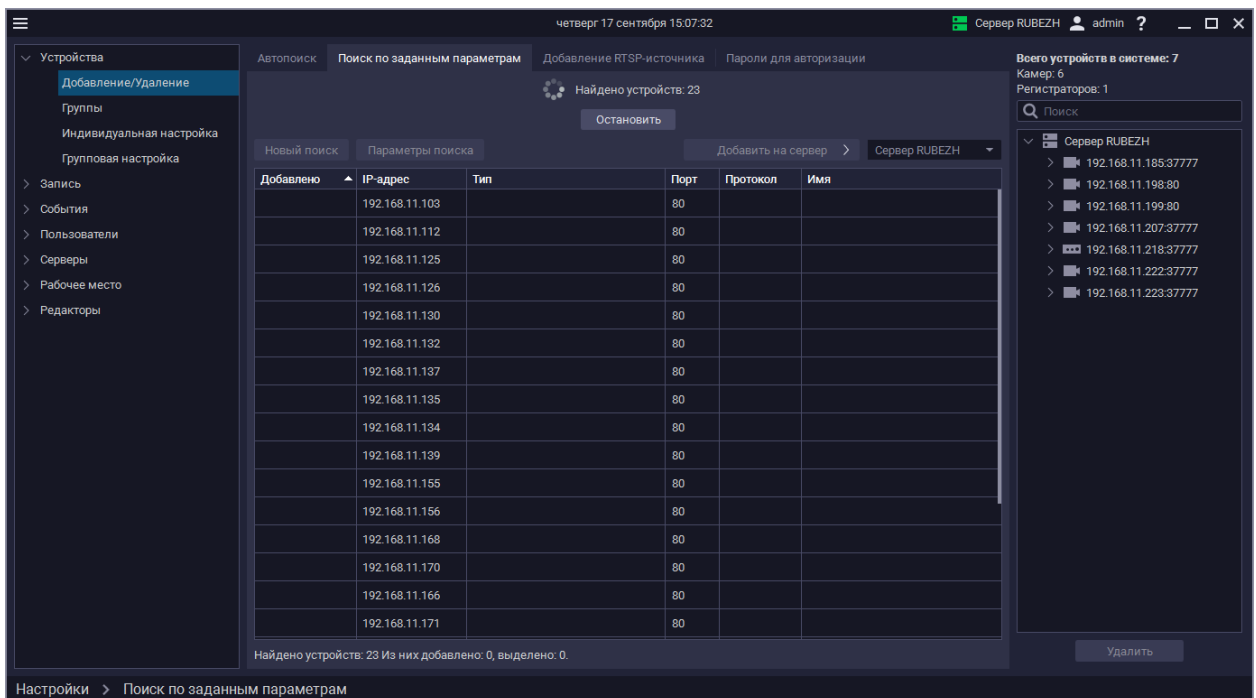 четверг 17 сентября 15:07:32
Сервер RUBEZH admin ?
Устройства
Добавление/Удаление
Группы
Индивидуальная настройка
Групповая настройка
Запись
События
Пользователи
Серверы
Рабочее место
Редакторы
Автопоиск Поиск по заданным параметрам Добавление RTSP-источника Пароли для авторизации
Найдено устройств: 23
Остановить
Новый поиск Параметры поиска Добавить на сервер > Сервер RUBEZH
Добавлено IP-адрес Тип Порт Протокол Имя
192.168.11.103 80
192.168.11.112 80
192.168.11.125 80
192.168.11.126 80
192.168.11.130 80
192.168.11.132 80
192.168.11.137 80
192.168.11.135 80
192.168.11.134 80
192.168.11.139 80
192.168.11.155 80
192.168.11.156 80
192.168.11.168 80
192.168.11.170 80
192.168.11.166 80
192.168.11.171 80
Найдено устройств: 23 Из них добавлено: 0, выделено: 0.
Всего устройств в системе: 7
Камер: 6
Регистраторов: 1
Поиск
Сервер RUBEZH
192.168.11.185:37777
192.168.11.198:80
192.168.11.199:80
192.168.11.207:37777
192.168.11.218:37777
192.168.11.222:37777
192.168.11.223:37777
Удалить
Настройки > Поиск по заданным параметрам